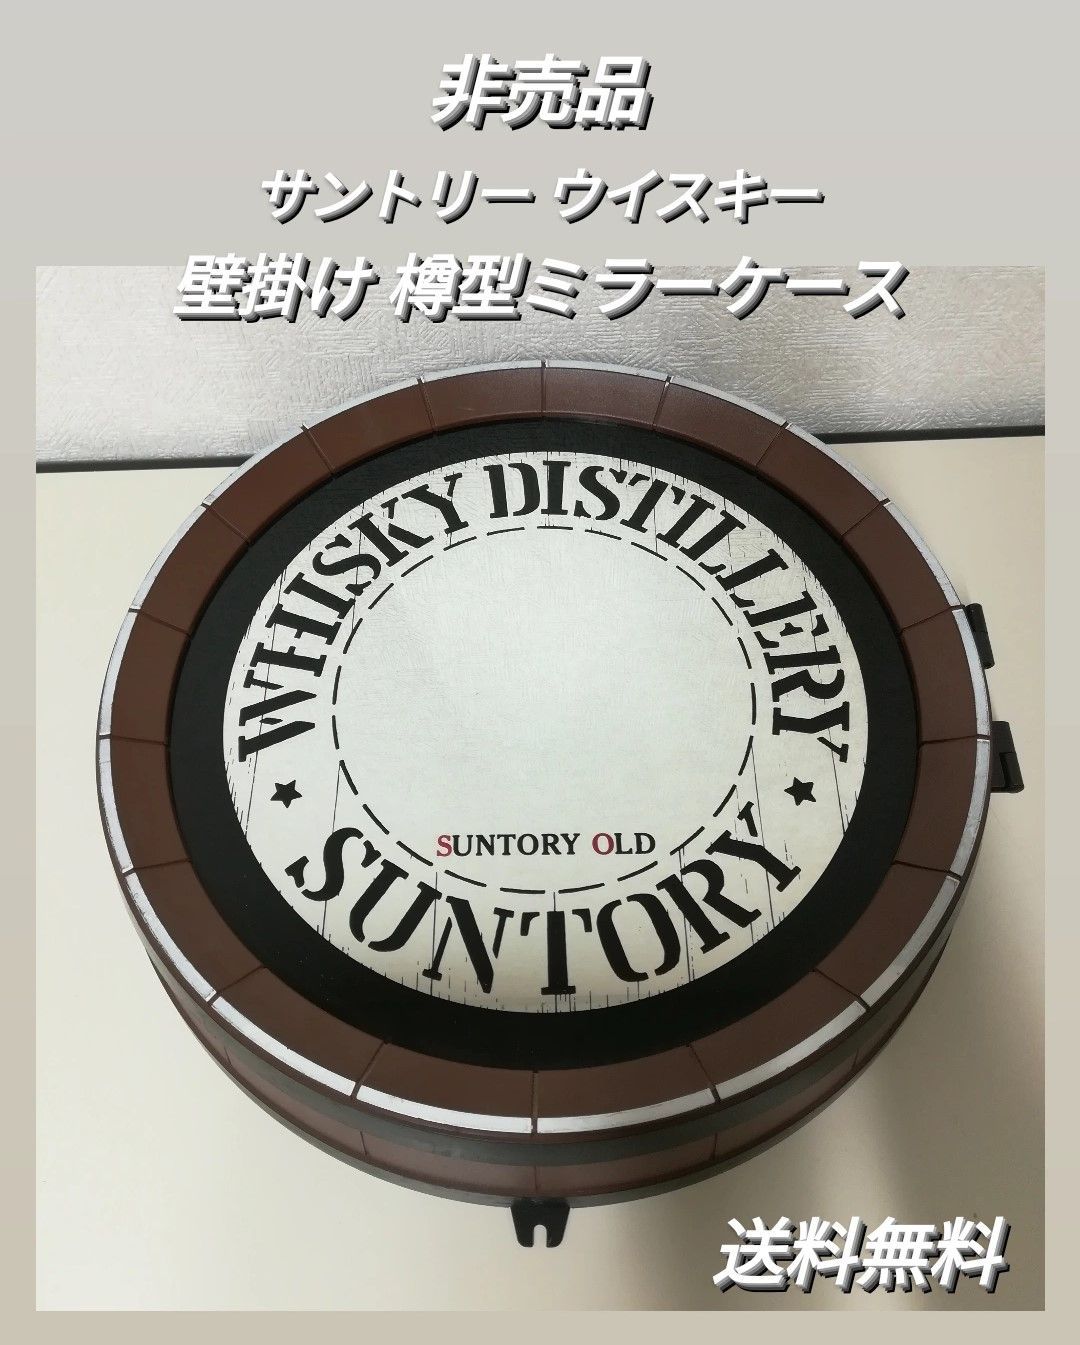 非売品
サントリー ウイスキー
壁掛け 樽型ミラーケース
WHISKY DISTILLERY
SUNTORY OLD
SUNTORY
送料無料